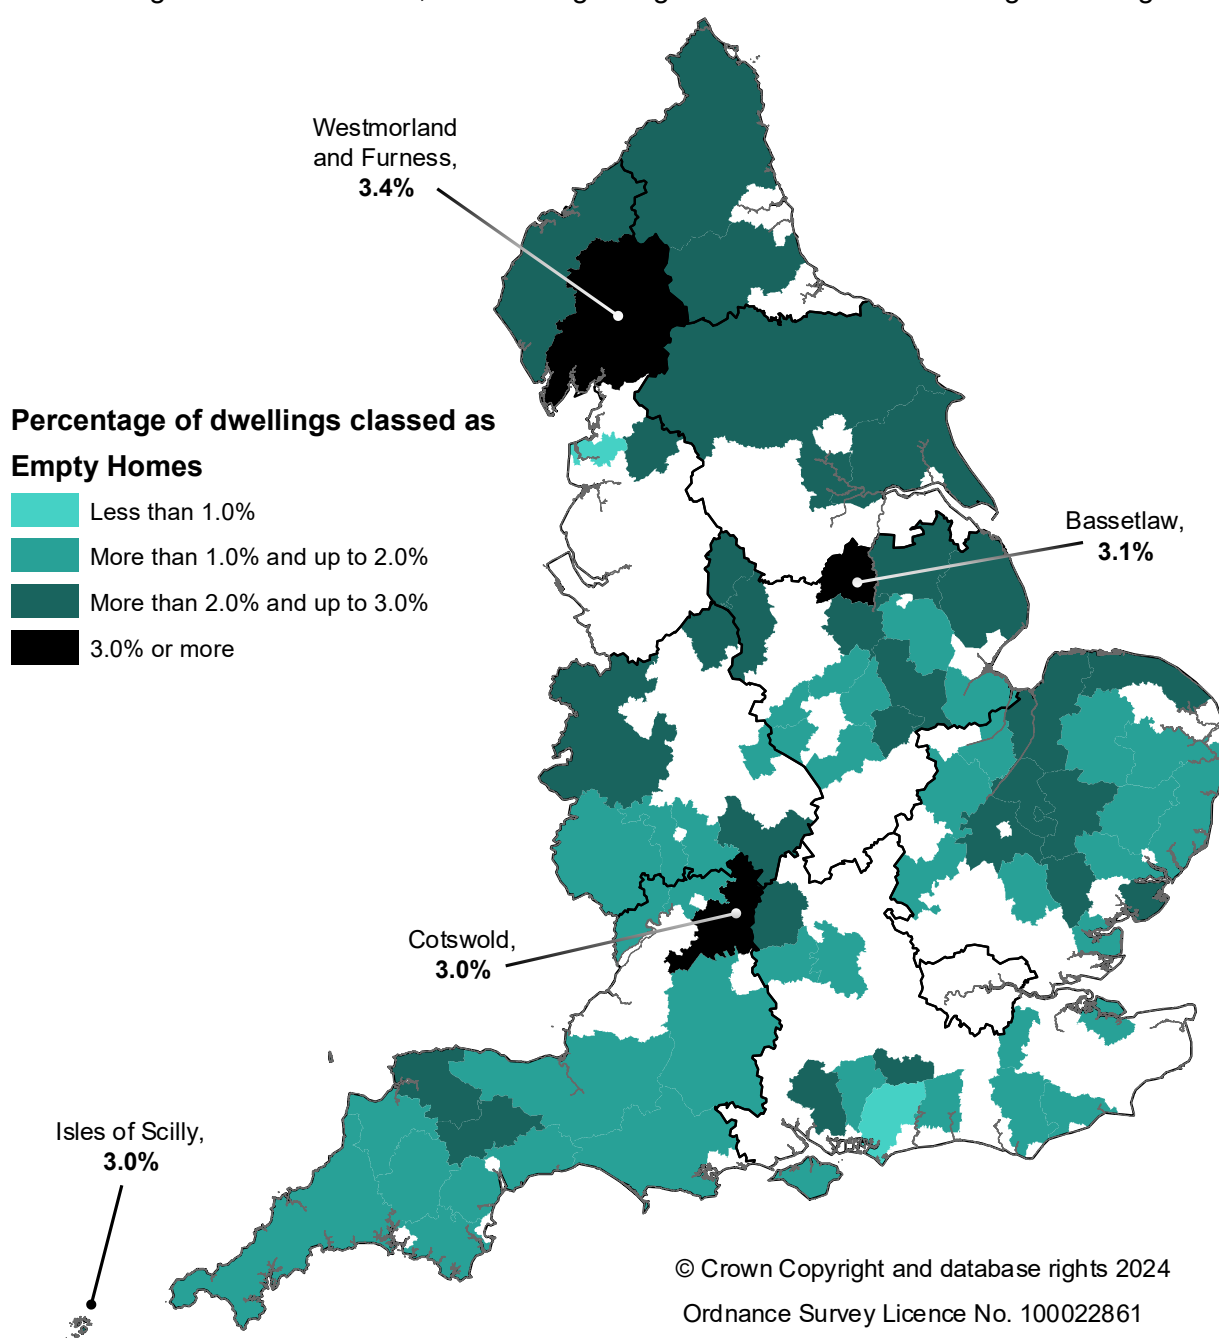 Westmorland
and Furness,
3.4%
Percentage of dwellings classed as
Empty Homes
Less than 1.0%
More than 1.0% and up to 2.0%
More than 2.0% and up to 3.0%
3.0% or more
Bassetlaw,
3.1%
Cotswold,
3.0%
Isles of Scilly,
3.0%
© Crown Copyright and database rights 2024
Ordnance Survey Licence No. 100022861